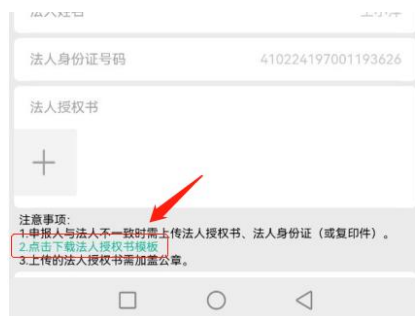 法人身份证号码 410224197001193626
法人授权书
注意事项:
1.申报人与法人不一致时需上传法人授权书、法人身份证（或复印件）。
2.点击下载法人授权书模板
3.上传的法人授权书需加盖公章。